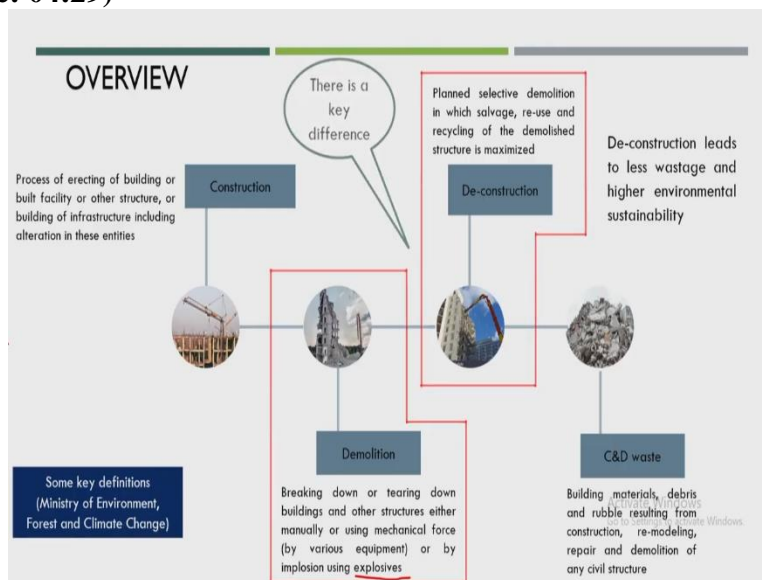 OVERVIEW
There is a
key
difference
Planned selective demolition
in which salvage, re-use and
recycling of the demolished
structure is maximized
De-construction leads
to less wastage and
higher environmental
sustainability
Process of erecting of building or
built facility or other structure, or
building of infrastructure including
alteration in these entities
Construction
De-construction
Demolition
C&D waste
Some key definitions
(Ministry of Environment,
Forest and Climate Change)
Breaking down or tearing down
buildings and other structures either
manually or using mechanical force
(by various equipment) or by
implosion using explosives
Building materials, debris
and rubble resulting from
construction, re-modeling,
repair and demolition of
any civil structure
Activate Windows
Go to Settings to activate Windows.